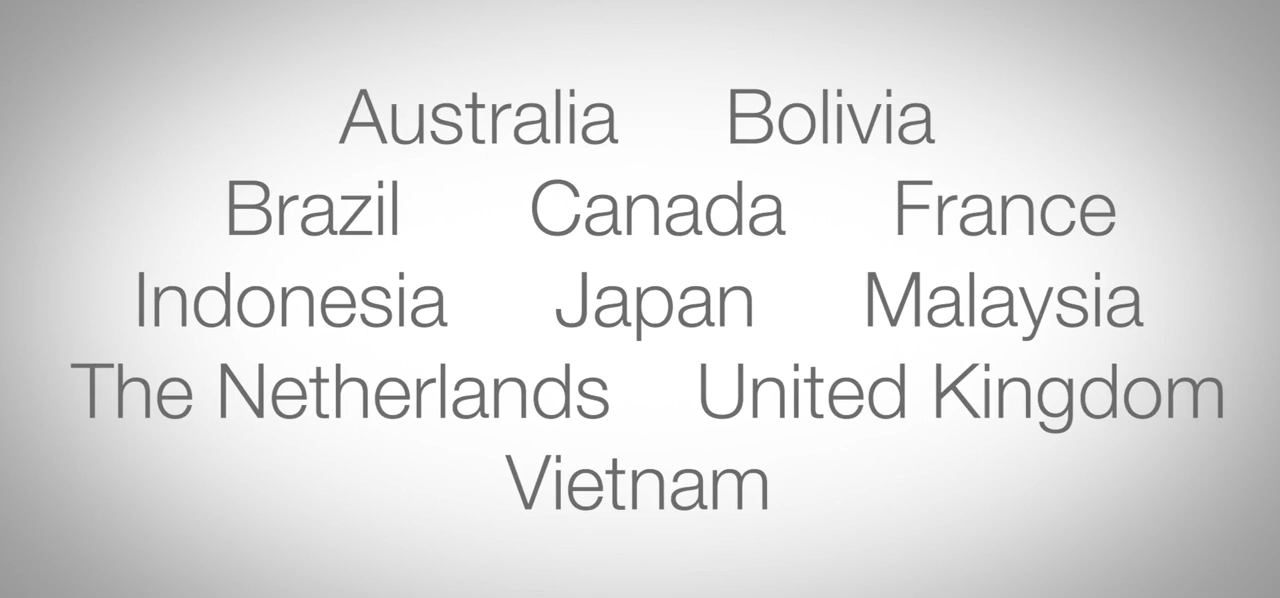 Australia Bolivia
Brazil Canada France
Indonesia Japan Malaysia
The Netherlands United Kingdom
Vietnam